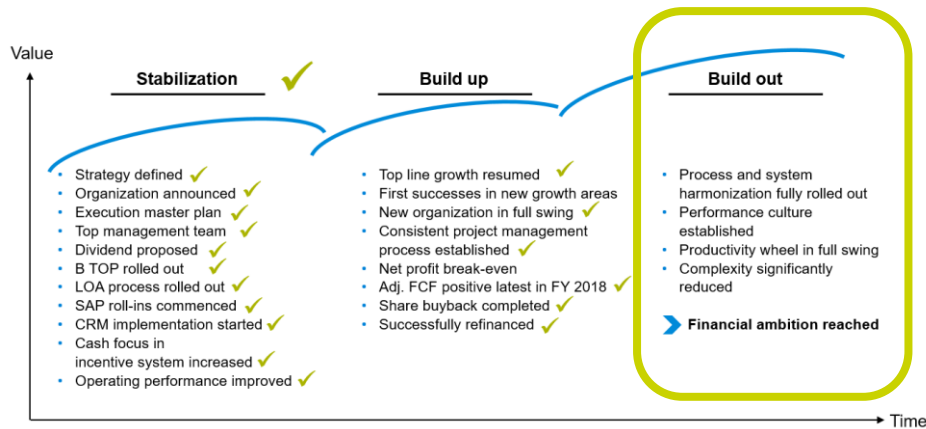 Value
Stabilization
• Strategy defined
• Organization announced
• Execution master plan
• Top management team
• Dividend proposed
• B TOP rolled out
• LOA process rolled out
• SAP roll-ins commenced
• CRM implementation started
• Cash focus in
incentive system increased
• Operating performance improved
Build up
• Top line growth resumed
• First successes in new growth areas
• New organization in full swing
• Consistent project management
process established
• Net profit break-even
• Adj. FCF positive latest in FY 2018
• Share buyback completed
• Successfully refinanced
Build out
• Process and system
harmonization fully rolled out
• Performance culture
established
• Productivity wheel in full swing
• Complexity significantly
reduced
Financial ambition reached
Time